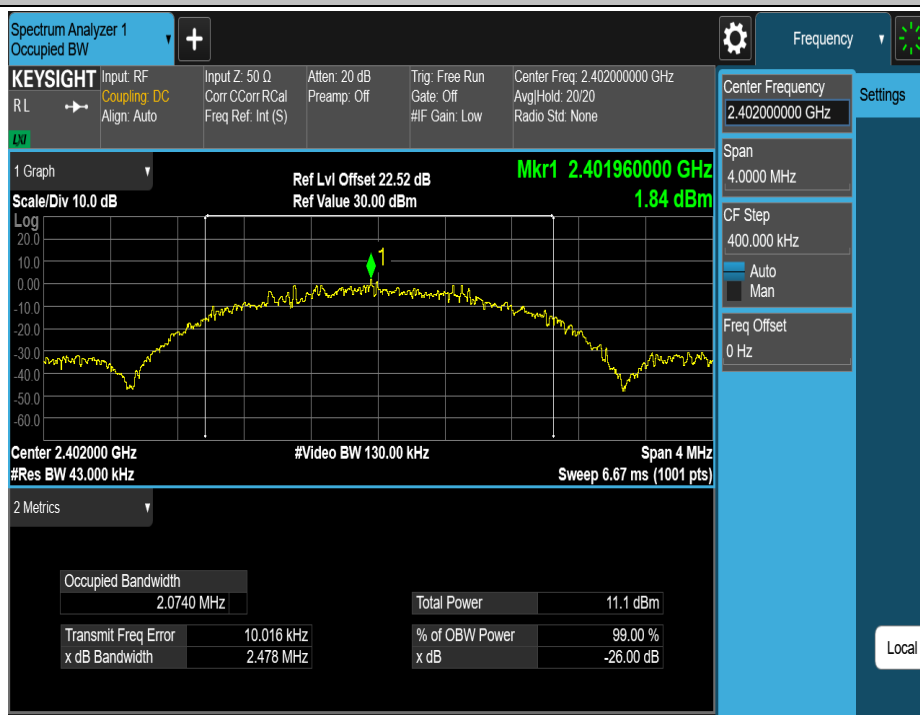 Spectrum Analyzer 1
Occupied BW
+
Frequency
KEYSIGHT
RL
LXI
Input: RF
Coupling: DC
Align: Auto
Input Z: 50 Ω
Corr CCorr RCal
Freq Ref: Int (S)
Atten: 20 dB
Preamp: Off
Trig: Free Run
Gate: Off
#IF Gain: Low
Center Freq: 2.402000000 GHz
Avg|Hold: 20/20
Radio Std: None
Center Frequency
2.402000000 GHz
Settings
Span
4.0000 MHz
CF Step
400.000 kHz
Auto
Man
Freq Offset
0 Hz
1 Graph
Scale/Div 10.0 dB
Ref Lvl Offset 22.52 dB
Ref Value 30.00 dBm
Mkr1 2.401960000 GHz
1.84 dBm
Log
20.0
10.0
0.00
-10.0
-20.0
-30.0
-40.0
-50.0
-60.0
1
Center 2.402000 GHz
#Res BW 43.000 kHz
#Video BW 130.00 kHz
Span 4 MHz
Sweep 6.67 ms (1001 pts)
2 Metrics
Occupied Bandwidth
2.0740 MHz
Total Power 11.1 dBm
Transmit Freq Error 10.016 kHz
% of OBW Power 99.00 %
x dB Bandwidth 2.478 MHz
x dB -26.00 dB
Local